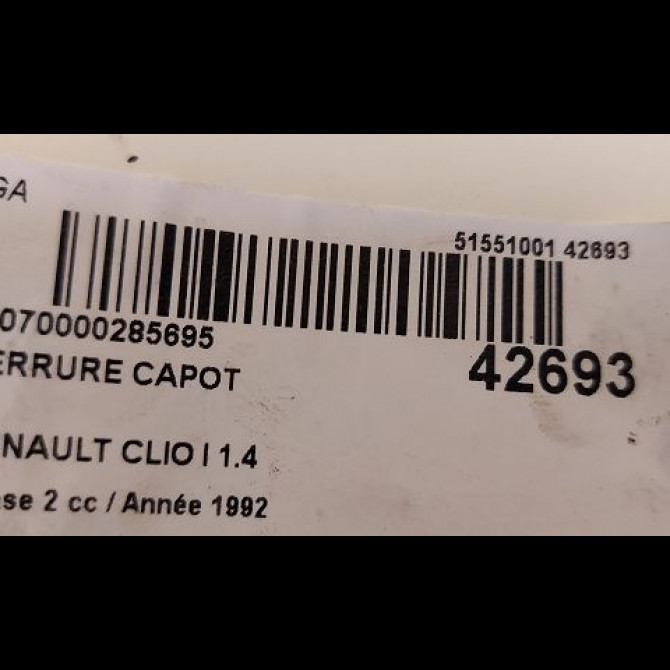 GA
51551001 42693
070000285695
ERRURE CAPOT
42693
NAULT CLIO I 1.4
se 2 cc / Année 1992